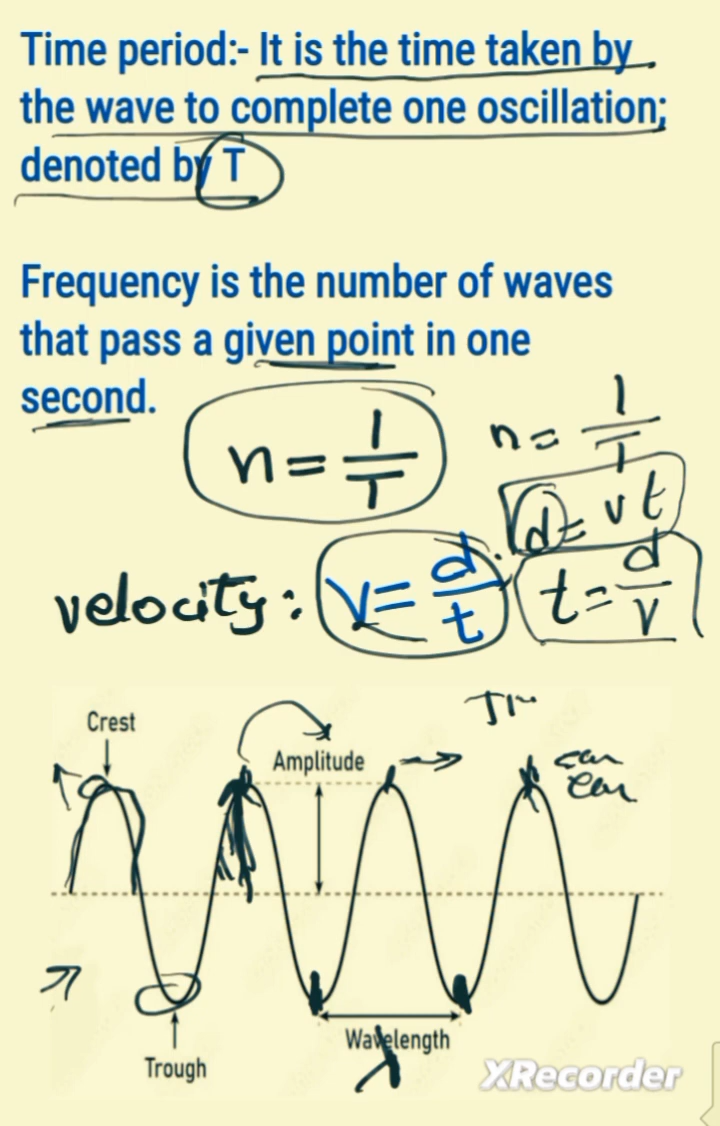 Time period:- It is the time taken by
the wave to complete one oscillation;
denoted by T
Frequency is the number of waves
that pass a given point in one
second.
n = 1/T
n = 1/T
d = vt
velocity : v = d/t
t = d/v
Crest
Amplitude
Wavelength
λ
Trough
XRecorder